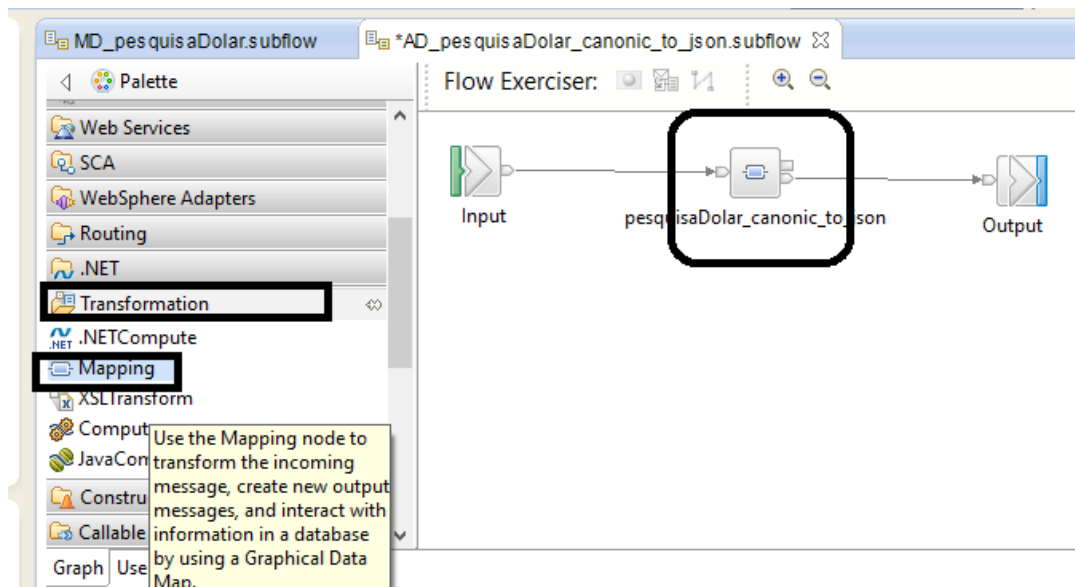 MD_pesquisaDolar.subflow
*AD_pesquisaDolar_canonic_to_json.subflow
Palette
Flow Exerciser:
Web Services
SCA
WebSphere Adapters
Routing
.NET
Transformation
.NETCompute
Mapping
XSLTransform
Comput
JavaCom
Constru
Callable
Graph
Use
Use the Mapping node to
transform the incoming
message, create new output
messages, and interact with
information in a database
by using a Graphical Data
Map.
Input
pesquisaDolar_canonic_to_json
Output